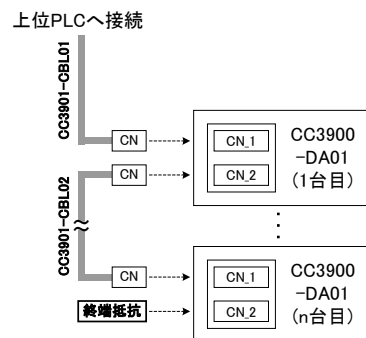 上位PLCへ接続
CC3901-CBL01
CN
CN_1
CN
CN_2
CC3900
-DA01
(1台目)
CC3901-CBL02
CN
CN_1
終端抵抗
CN_2
CC3900
-DA01
(n台目)